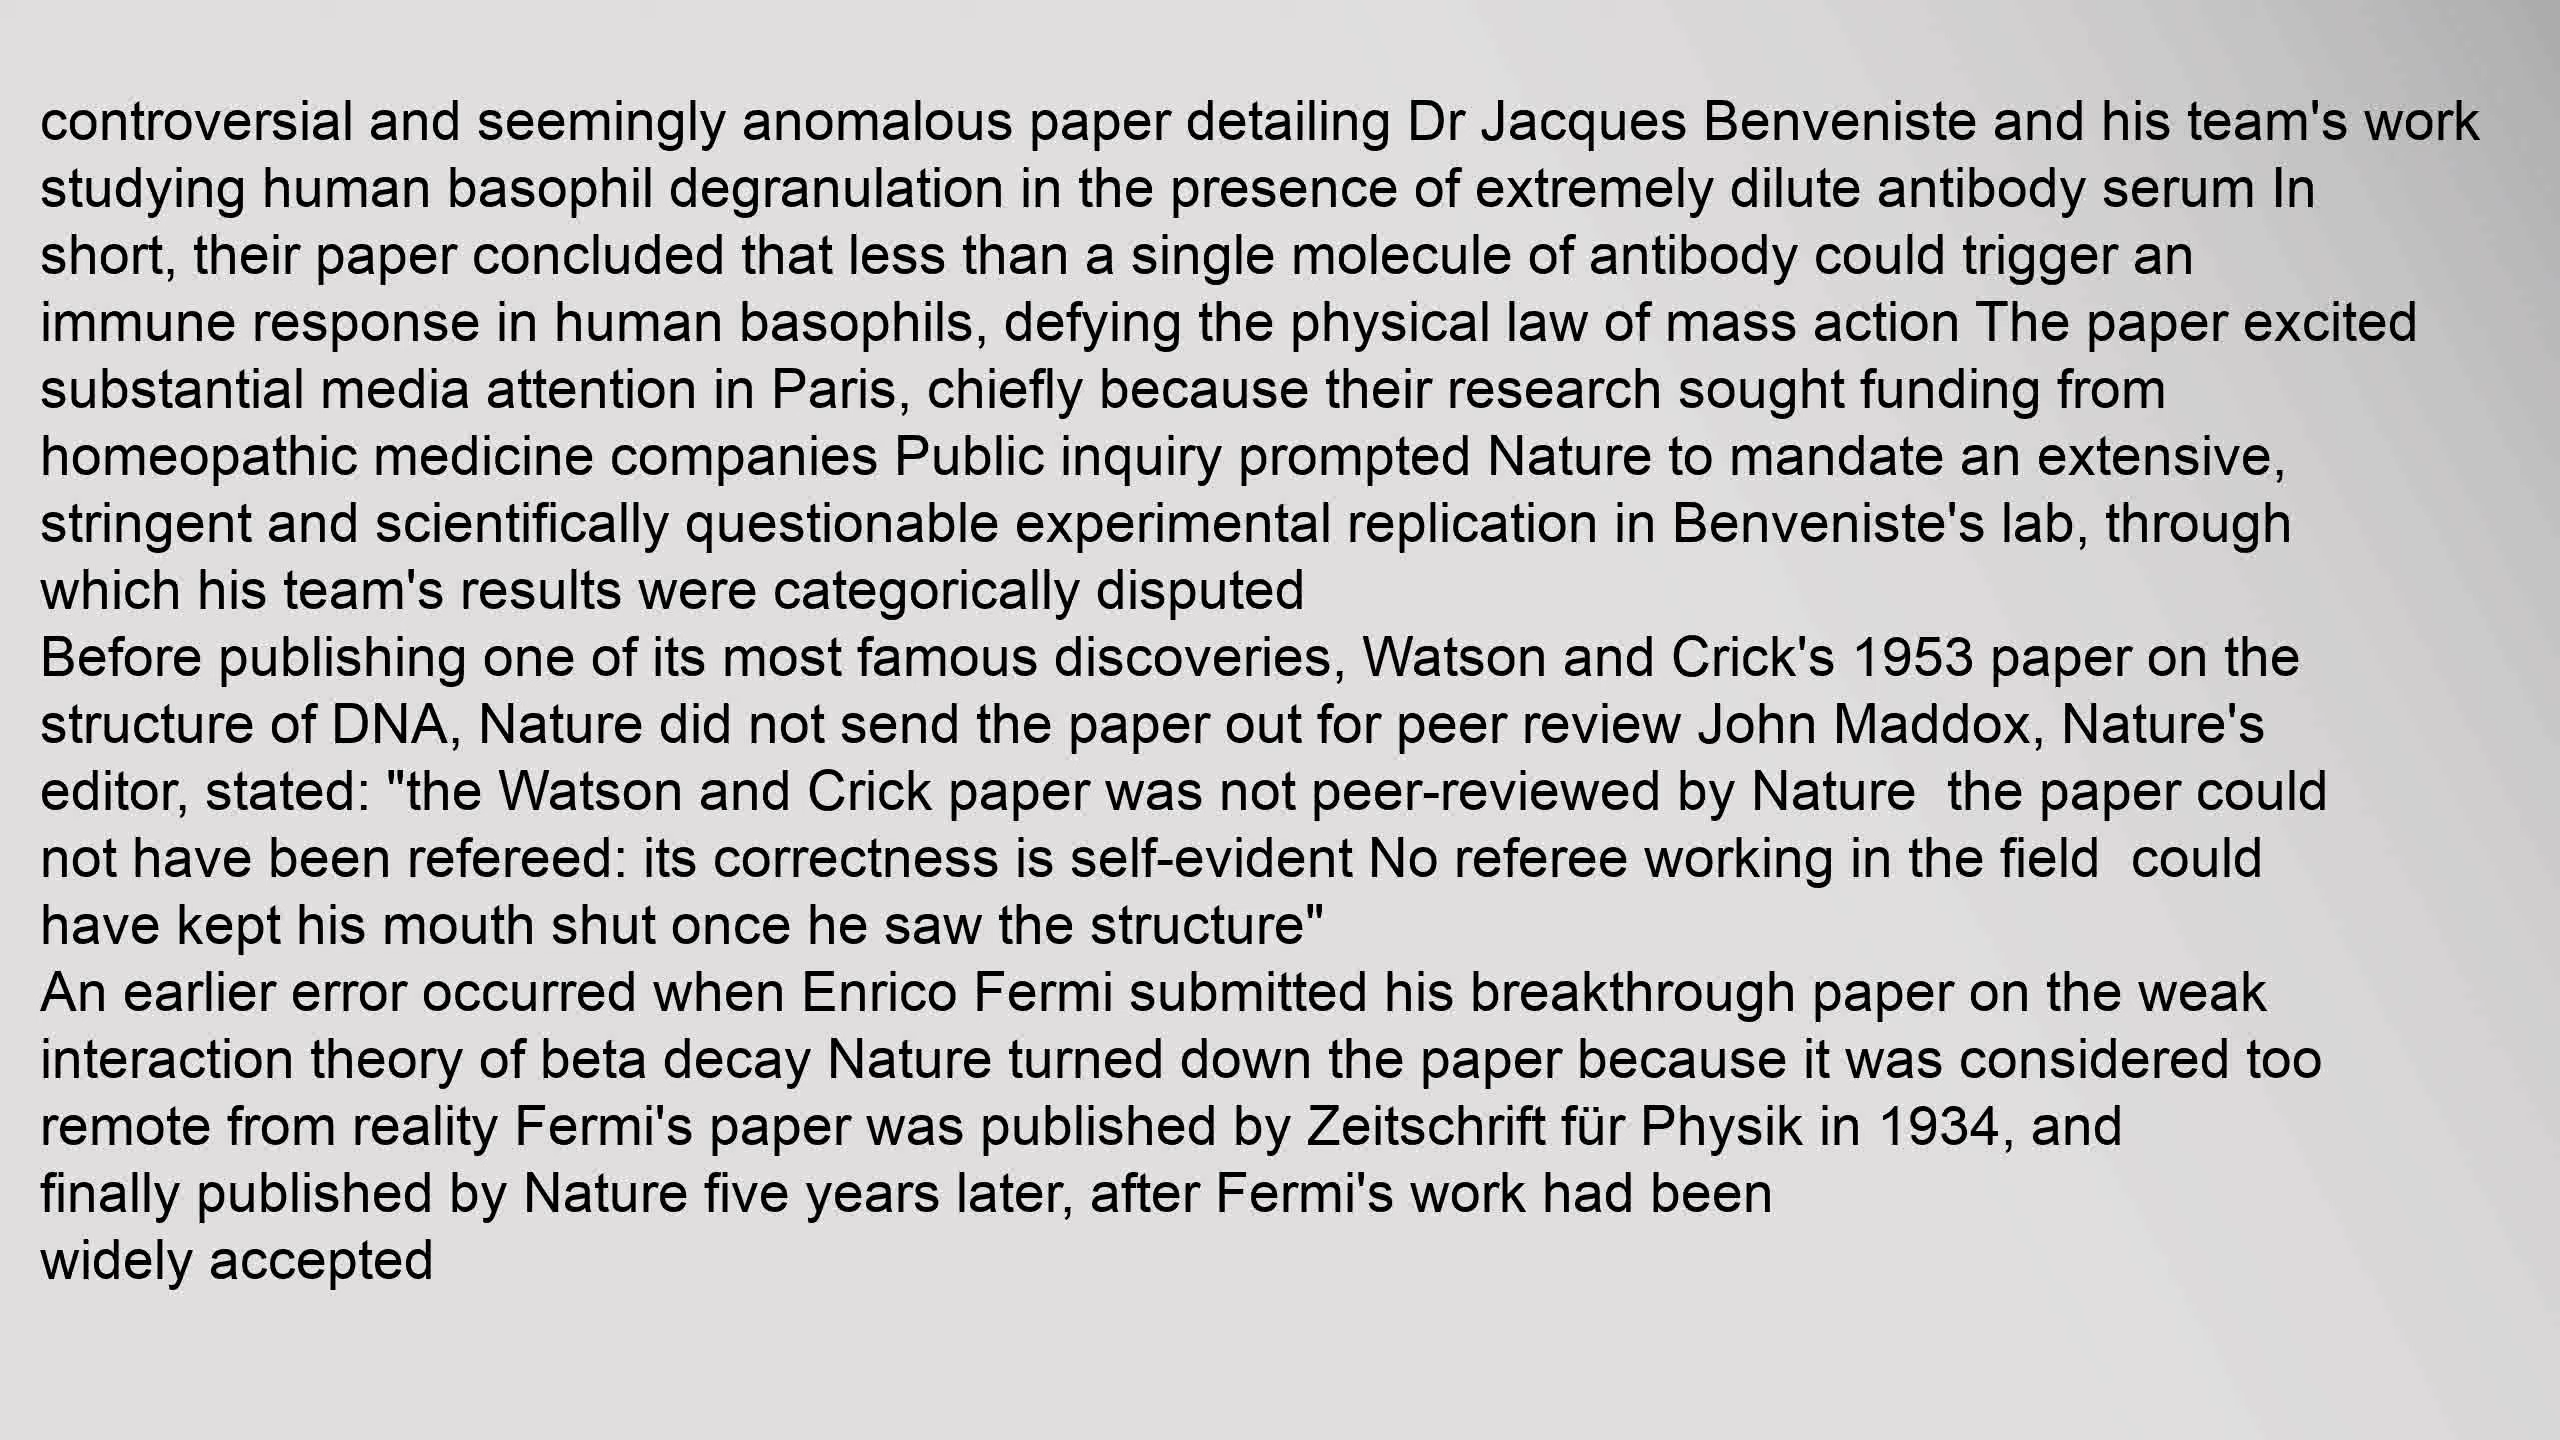 controversial and seemingly anomalous paper detailing Dr Jacques Benveniste and his team's work
studying human basophil degranulation in the presence of extremely dilute antibody serum In
short, their paper concluded that less than a single molecule of antibody could trigger an
immune response in human basophils, defying the physical law of mass action The paper excited
substantial media attention in Paris, chiefly because their research sought funding from
homeopathic medicine companies Public inquiry prompted Nature to mandate an extensive,
stringent and scientifically questionable experimental replication in Benveniste's lab, through
which his team's results were categorically disputed
Before publishing one of its most famous discoveries, Watson and Crick's 1953 paper on the
structure of DNA, Nature did not send the paper out for peer review John Maddox, Nature's
editor, stated: "the Watson and Crick paper was not peer-reviewed by Nature  the paper could
not have been refereed: its correctness is self-evident No referee working in the field  could
have kept his mouth shut once he saw the structure"
An earlier error occurred when Enrico Fermi submitted his breakthrough paper on the weak
interaction theory of beta decay Nature turned down the paper because it was considered too
remote from reality Fermi's paper was published by Zeitschrift für Physik in 1934, and
finally published by Nature five years later, after Fermi's work had been
widely accepted